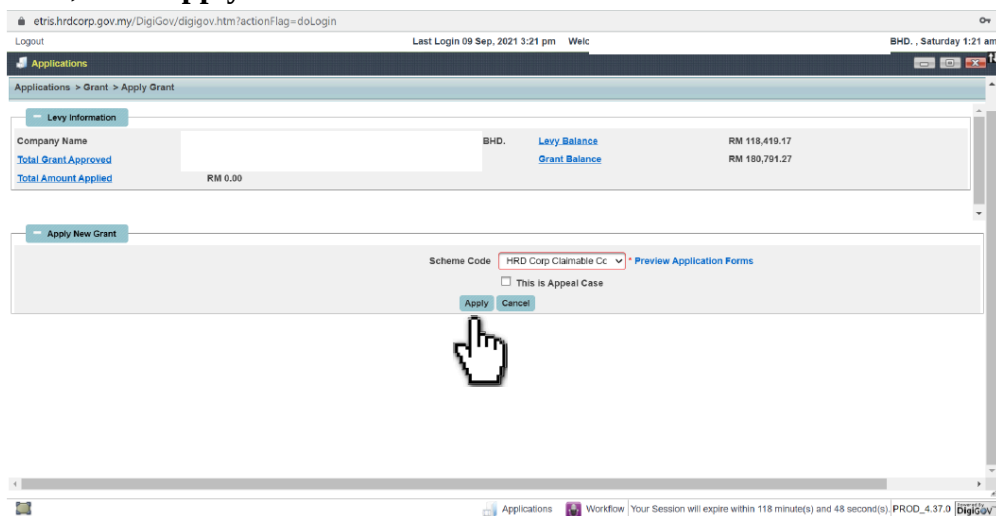 etris.hrdcorp.gov.my/DigiGov/digigov.htm?actionFlag=doLogin
Logout Last Login 09 Sep, 2021 3:21 pm Welc BHD. , Saturday 1:21 am
Applications
Applications > Grant > Apply Grant
Levy Information
Company Name BHD. Levy Balance RM 118,419.17
Total Grant Approved Grant Balance RM 180,791.27
Total Amount Applied RM 0.00
Apply New Grant
Scheme Code HRD Corp Claimable Cc * Preview Application Forms
This is Appeal Case
Apply Cancel
Applications Workflow Your Session will expire within 118 minute(s) and 48 second(s). PROD_4.37.0 DigiGOV